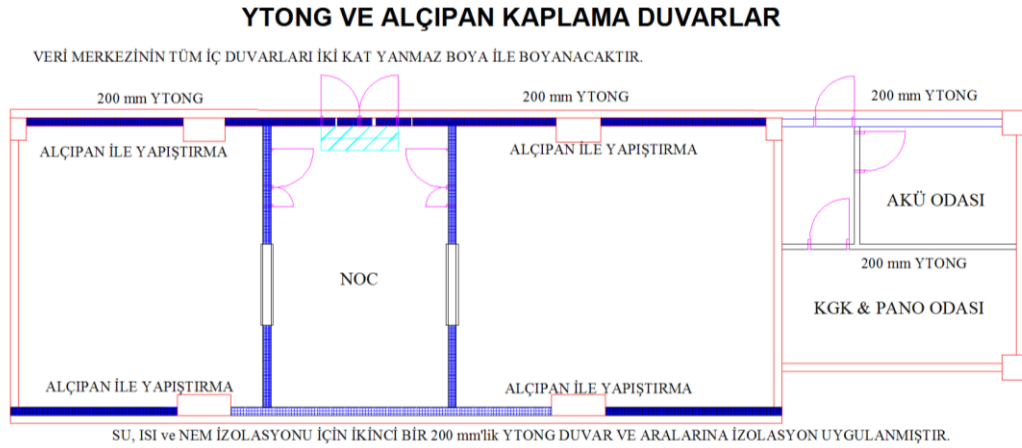 YTONG VE ALÇIPAN KAPLAMA DUVARLAR
VERİ MERKEZİNİN TÜM İÇ DUVARLARI İKİ KAT YANMAZ BOYA İLE BOYANACAKTIR.
200 mm YTONG
200 mm YTONG
200 mm YTONG
ALÇIPAN İLE YAPIŞTIRMA
ALÇIPAN İLE YAPIŞTIRMA
AKÜ ODASI
200 mm YTONG
NOC
KGK & PANO ODASI
ALÇIPAN İLE YAPIŞTIRMA
ALÇIPAN İLE YAPIŞTIRMA
SU, ISI ve NEM İZOLASYONU İÇİN İKİNCİ BİR 200 mm'lik YTONG DUVAR VE ARALARINA İZOLASYON UYGULANMIŞTIR.